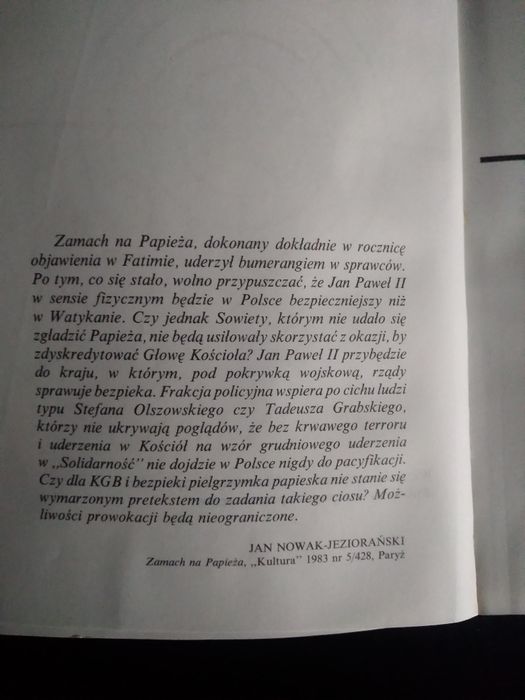 Zamach na Papieża, dokonany dokładnie w rocznicę
objawienia w Fatimie, uderzył bumerangiem w sprawców.
Po tym, co się stało, wolno przypuszczać, że Jan Paweł II
w sensie fizycznym będzie w Polsce bezpieczniejszy niż
w Watykanie. Czy jednak Sowiety, którym nie udało się
zgładzić Papieża, nie będą usiłowały skorzystać z okazji, by
zdyskredytować Głowę Kościoła? Jan Paweł II przybędzie
do kraju, w którym, pod pokrywką wojskową, rządy
sprawuje bezpieka. Frakcja policyjna wspiera po cichu ludzi
typu Stefana Olszowskiego czy Tadeusza Grabskiego,
którzy nie ukrywają poglądów, że bez krwawego terroru
i uderzenia w Kościół na wzór grudniowego uderzenia
w „Solidarność” nie dojdzie w Polsce nigdy do pacyfikacji.
Czy dla KGB i bezpieki pielgrzymka papieska nie stanie się
wymarzonym pretekstem do zadania takiego ciosu? Moż-
liwości prowokacji będą nieograniczone.
JAN NOWAK-JEZIORAŃSKI
Zamach na Papieża, „Kultura” 1983 nr 5/428, Paryż